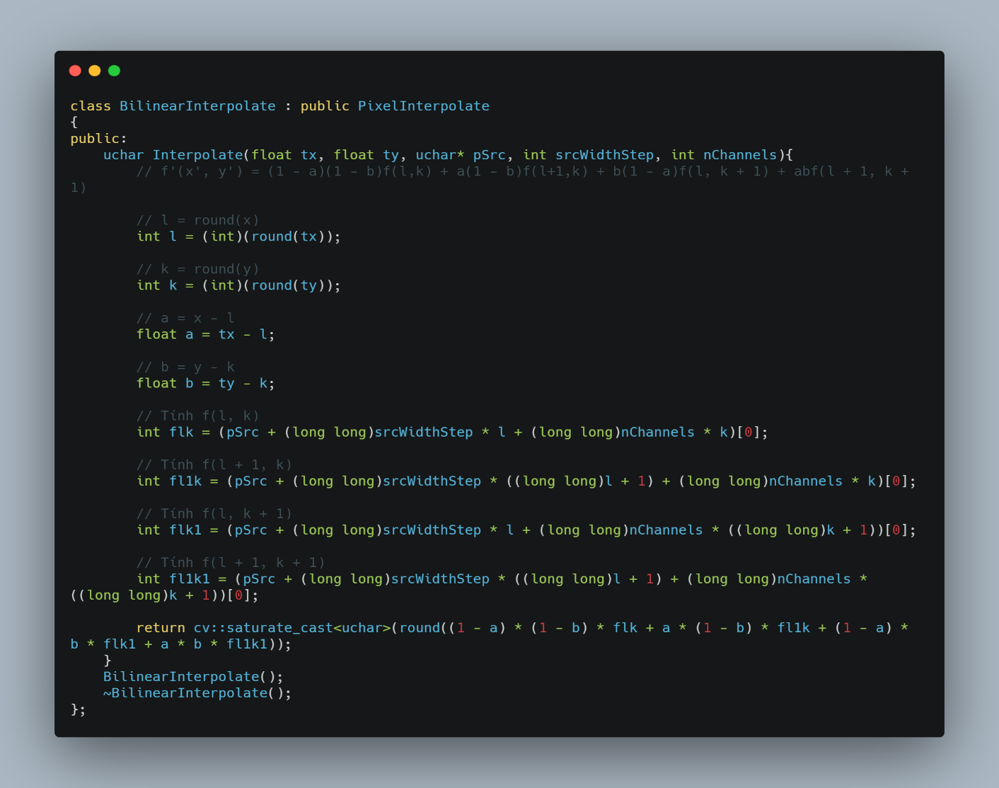 class BilinearInterpolate : public PixelInterpolate
{
public:
    uchar Interpolate(float tx, float ty, uchar* pSrc, int srcWidthStep, int nChannels){
        // f'(x', y') = (1 - a)(1 - b)f(l,k) + a(1 - b)f(l+1,k) + b(1 - a)f(l, k + 1) + abf(l + 1, k +
1)
        // l = round(x)
        int l = (int)(round(tx));
        // k = round(y)
        int k = (int)(round(ty));
        // a = x - l
        float a = tx - l;
        // b = y - k
        float b = ty - k;
        // Tính f(l, k)
        int flk = (pSrc + (long long)srcWidthStep * l + (long long)nChannels * k)[0];
        // Tính f(l + 1, k)
        int fl1k = (pSrc + (long long)srcWidthStep * ((long long)l + 1) + (long long)nChannels * k)[0];
        // Tính f(l, k + 1)
        int flk1 = (pSrc + (long long)srcWidthStep * l + (long long)nChannels * ((long long)k + 1))[0];
        // Tính f(l + 1, k + 1)
        int fl1k1 = (pSrc + (long long)srcWidthStep * ((long long)l + 1) + (long long)nChannels *
((long long)k + 1))[0];
        return cv::saturate_cast<uchar>(round((1 - a) * (1 - b) * flk + a * (1 - b) * fl1k + (1 - a) *
b * flk1 + a * b * fl1k1));
    }
    BilinearInterpolate();
    ~BilinearInterpolate();
};